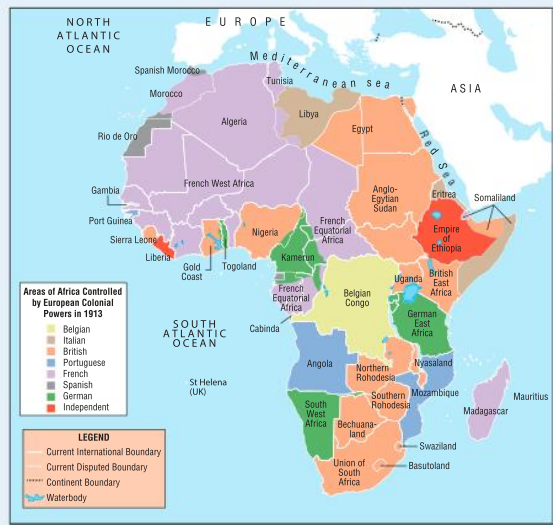 NORTH
ATLANTIC
OCEAN
EUROPE
Mediterranean sea
ASIA
Spanish Morocco
Tunisia
Morocco
Algeria
Libya
Egypt
Red Sea
Rio de Oro
French West Africa
Gambia
Port Guinea
Sierra Leone
Liberia
Gold
Coast
Togoland
Nigeria
Kamerun
French
Equatorial
Africa
Anglo-
Egytian
Sudan
Eritrea
Somaliland
Empire
of
Ethiopia
French
Equatorial
Africa
Cabinda
Belgian
Congo
Uganda
British
East
Africa
German
East
Africa
SOUTH
ATLANTIC
OCEAN
St Helena
(UK)
Angola
Northern
Rohodesia
Nyasaland
Southern
Rohodesia
Mozambique
Madagascar
Mauritius
South
West
Africa
Bechuana-
land
Union of
South
Africa
Swaziland
Basutoland
Areas of Africa Controlled
by European Colonial
Powers in 1913
Belgian
Italian
British
Portuguese
French
Spanish
German
Independent
LEGEND
Current International Boundary
Current Disputed Boundary
Continent Boundary
Waterbody